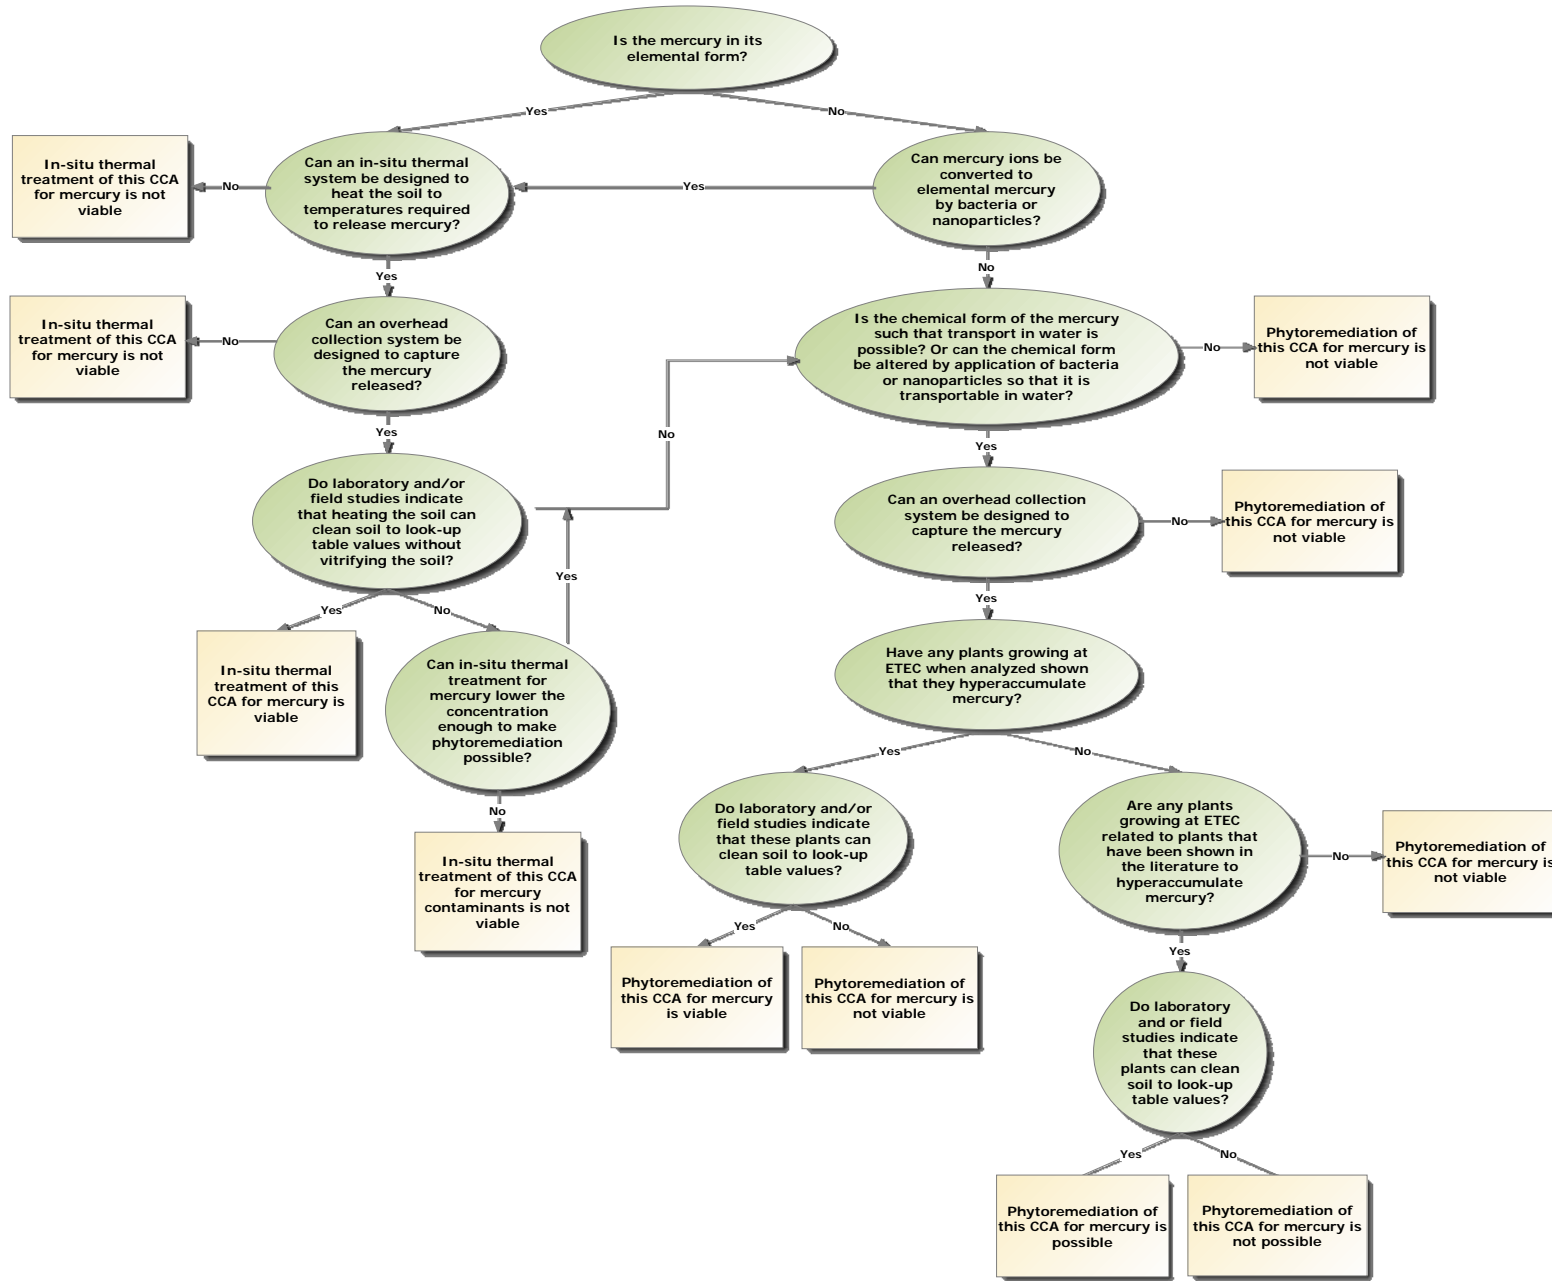 Is the mercury in its
elemental form?
Yes
No
In-situ thermal
treatment of this CCA
for mercury is not
viable
No
Can an in-situ thermal
system be designed to
heat the soil to
temperatures required
to release mercury?
Yes
Can mercury ions be
converted to
elemental mercury
by bacteria or
nanoparticles?
Yes
No
In-situ thermal
treatment of this CCA
for mercury is not
viable
No
Can an overhead
collection system be
designed to capture
the mercury
released?
Is the chemical form of the mercury
such that transport in water is
possible? Or can the chemical form
be altered by application of bacteria
or nanoparticles so that it is
transportable in water?
No
Phytoremediation of
this CCA for mercury is
not viable
Yes
No
Yes
Do laboratory and/or
field studies indicate
that heating the soil can
clean soil to look-up
table values without
vitrifying the soil?
Can an overhead collection
system be designed to
capture the mercury
released?
No
Phytoremediation of
this CCA for mercury is
not viable
Yes
Yes
No
Yes
In-situ thermal
treatment of this
CCA for mercury is
viable
Can in-situ thermal
treatment for
mercury lower the
concentration
enough to make
phytoremediation
possible?
Have any plants growing at
ETEC when analyzed shown
that they hyperaccumulate
mercury?
Yes
No
No
In-situ thermal
treatment of this CCA
for mercury
contaminants is not
viable
Do laboratory and/or
field studies indicate
that these plants can
clean soil to look-up
table values?
Are any plants
growing at ETEC
related to plants that
have been shown in
the literature to
hyperaccumulate
mercury?
No
Phytoremediation of
this CCA for mercury is
not viable
Yes
No
Yes
Phytoremediation of
this CCA for mercury
is viable
Phytoremediation of
this CCA for mercury is
not viable
Do laboratory
and or field
studies indicate
that these
plants can clean
soil to look-up
table values?
Yes
No
Phytoremediation of
this CCA for mercury is
possible
Phytoremediation of
this CCA for mercury is
not possible